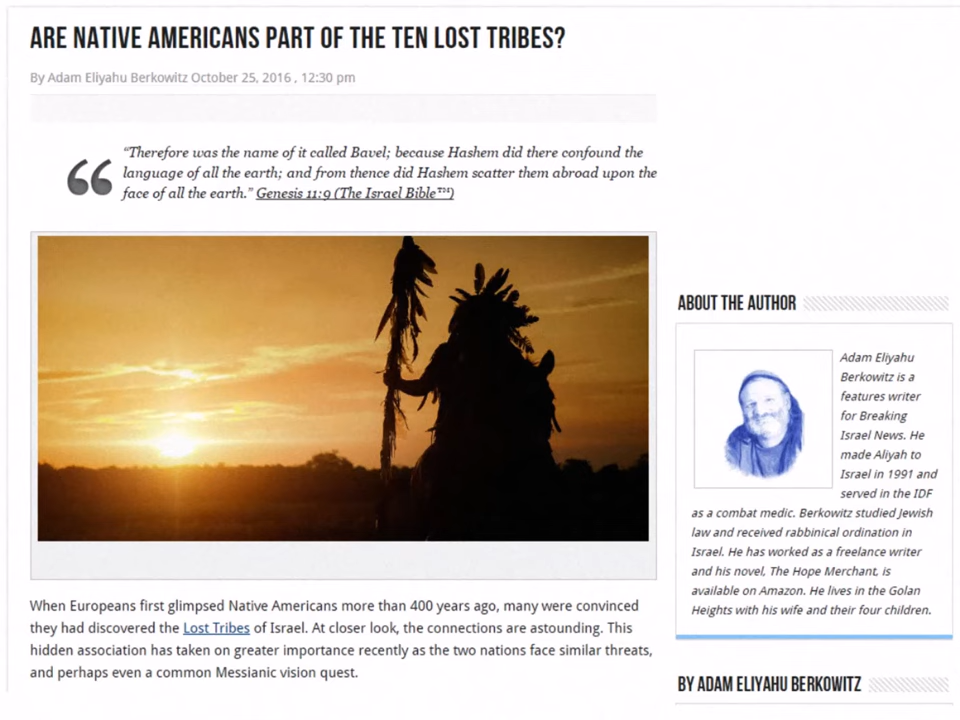 ARE NATIVE AMERICANS PART OF THE TEN LOST TRIBES?
By Adam Eliyahu Berkowitz October 25, 2016 , 12:30 pm
“Therefore was the name of it called Bavel; because Hashem did there confound the
language of all the earth; and from thence did Hashem scatter them abroad upon the
face of all the earth.” Genesis 11:9 (The Israel Bible™)
When Europeans first glimpsed Native Americans more than 400 years ago, many were convinced
they had discovered the Lost Tribes of Israel. At closer look, the connections are astounding. This
hidden association has taken on greater importance recently as the two nations face similar threats,
and perhaps even a common Messianic vision quest.
ABOUT THE AUTHOR
Adam Eliyahu
Berkowitz is a
features writer
for Breaking
Israel News. He
made Aliyah to
Israel in 1991 and
served in the IDF
as a combat medic. Berkowitz studied Jewish
law and received rabbinical ordination in
Israel. He has worked as a freelance writer
and his novel, The Hope Merchant, is
available on Amazon. He lives in the Golan
Heights with his wife and their four children.
BY ADAM ELIYAHU BERKOWITZ